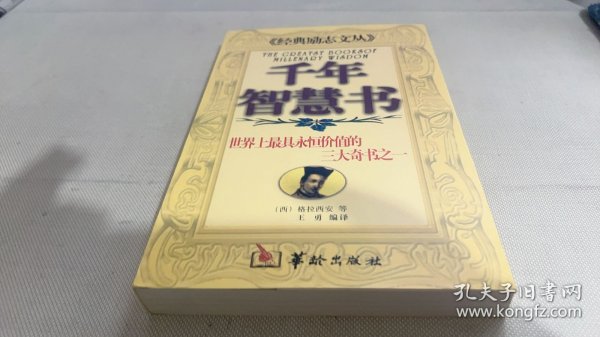 《经典励志文丛》
THE GREATST BOOKSOF
MILLENARY WISDOM
千年
智慧书
世界上最具永恒价值的
三大奇书之一
（西）格拉西安 等
王勇 编译
华龄出版社
孔夫子旧书网
www.kongfz.com